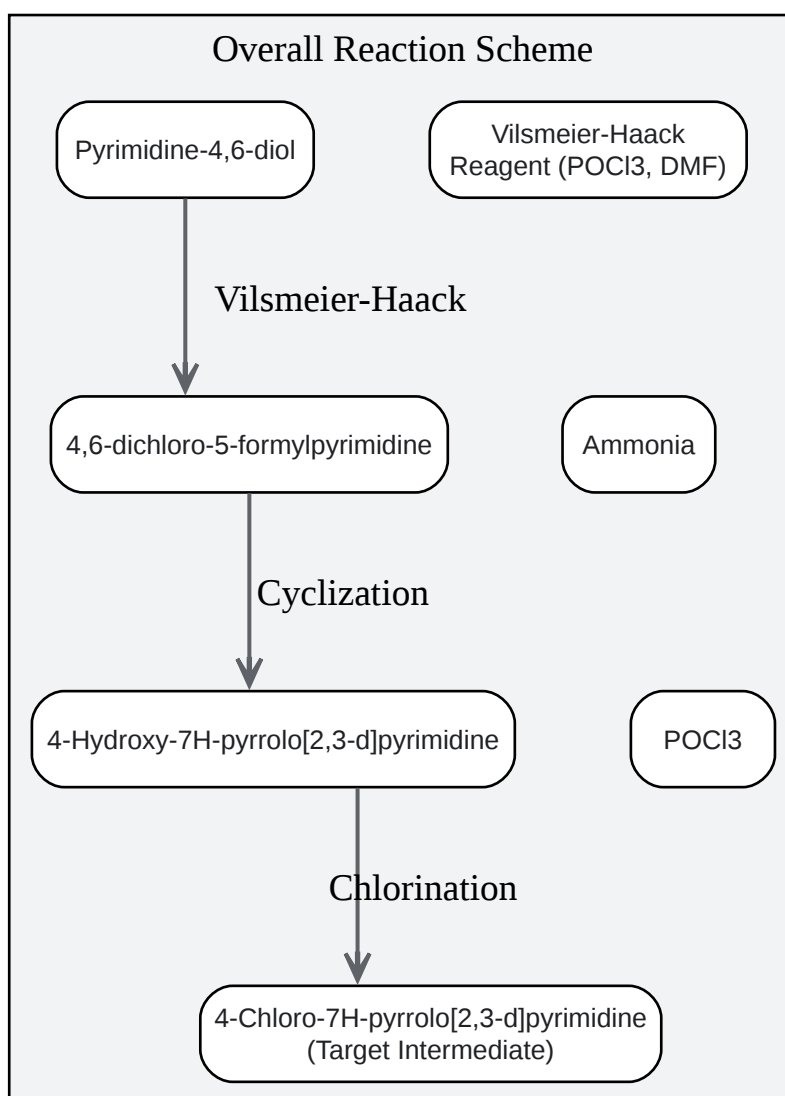 Overall Reaction Scheme
Pyrimidine-4,6-diol
Vilsmeier-Haack
Reagent (POCl3, DMF)
Vilsmeier-Haack
4,6-dichloro-5-formylpyrimidine
Ammonia
Cyclization
4-Hydroxy-7H-pyrrolo[2,3-d]pyrimidine
POCl3
Chlorination
4-Chloro-7H-pyrrolo[2,3-d]pyrimidine
(Target Intermediate)